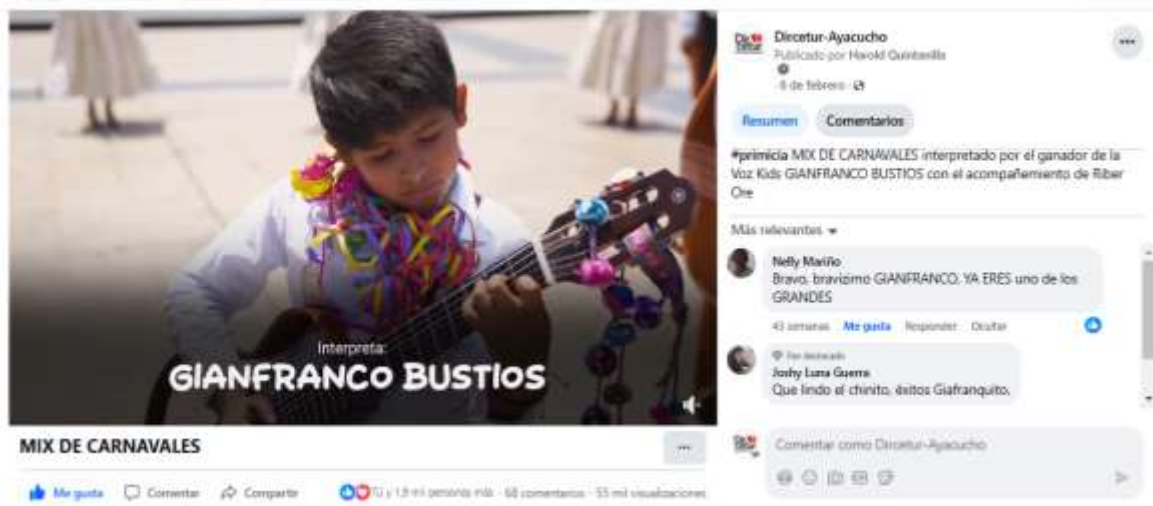 Interpreta:
GIANFRANCO BUSTIOS
MIX DE CARNAVALES
Me gusta Comentar Compartir Tú y 1,9 mil personas más · 68 comentarios · 55 mil visualizaciones
Dircetur-Ayacucho
Publicado por Harold Quintanilla
· 6 de febrero ·
Resumen Comentarios
#primicia MIX DE CARNAVALES interpretado por el ganador de la
Voz Kids GIANFRANCO BUSTIOS con el acompañemiento de Riber
Ore
Más relevantes
Nelly Mariño
Bravo, bravizimo GIANFRANCO. YA ERES uno de los
GRANDES
43 semanas Me gusta Responder Ocultar
Fan destacado
Joshy Luna Guerra
Que lindo el chinito, éxitos Giafranquito.
Comentar como Dircetur-Ayacucho